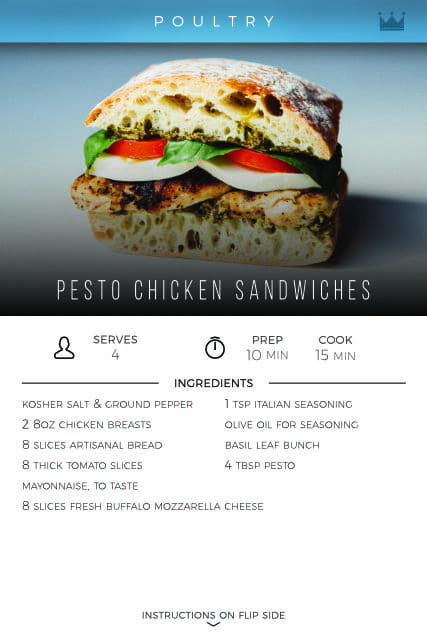 POULTRY
PESTO CHICKEN SANDWICHES
SERVES
4
PREP
10 MIN
COOK
15 MIN
INGREDIENTS
KOSHER SALT & GROUND PEPPER
2 8OZ CHICKEN BREASTS
8 SLICES ARTISANAL BREAD
8 THICK TOMATO SLICES
MAYONNAISE, TO TASTE
8 SLICES FRESH BUFFALO MOZZARELLA CHEESE
1 TSP ITALIAN SEASONING
OLIVE OIL FOR SEASONING
BASIL LEAF BUNCH
4 TBSP PESTO
INSTRUCTIONS ON FLIP SIDE